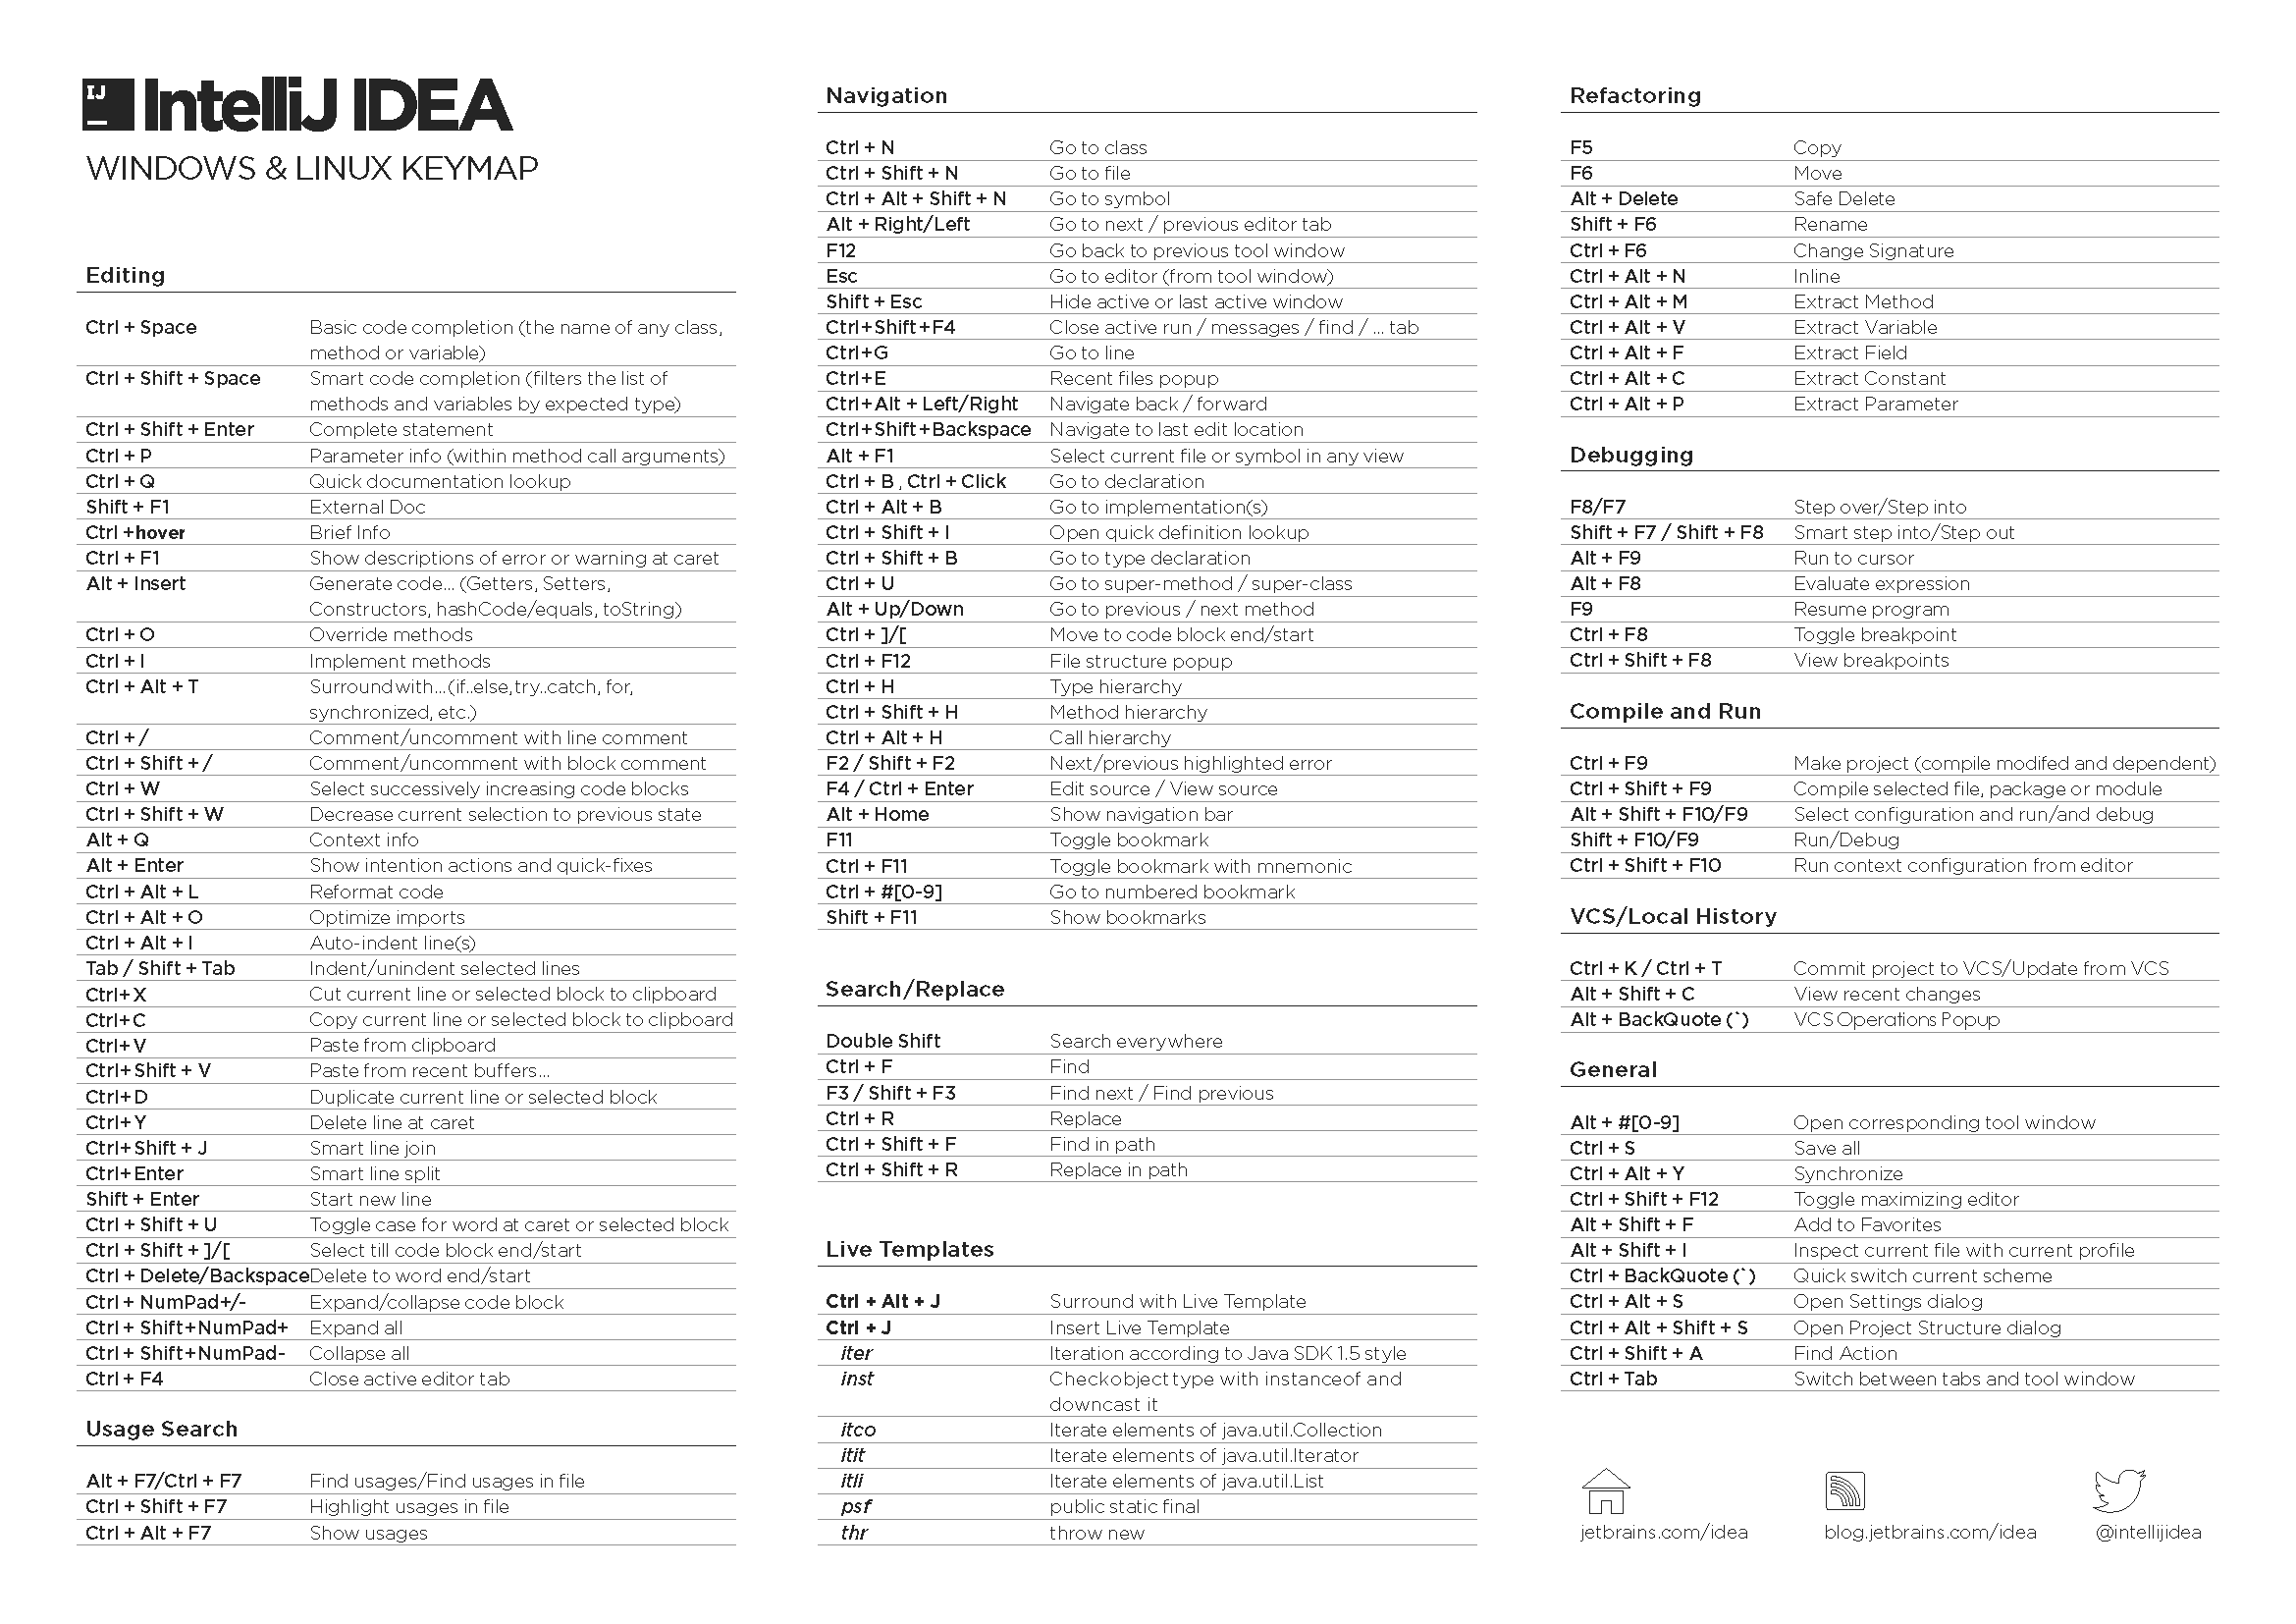 IJ IntelliJ IDEA
WINDOWS & LINUX KEYMAP
Editing
Ctrl + Space Basic code completion (the name of any class,
method or variable)
Ctrl + Shift + Space Smart code completion (filters the list of
methods and variables by expected type)
Ctrl + Shift + Enter Complete statement
Ctrl + P Parameter info (within method call arguments)
Ctrl + Q Quick documentation lookup
Shift + F1 External Doc
Ctrl +hover Brief Info
Ctrl + F1 Show descriptions of error or warning at caret
Alt + Insert Generate code... (Getters, Setters,
Constructors, hashCode/equals, toString)
Ctrl + O Override methods
Ctrl + I Implement methods
Ctrl + Alt + T Surround with...(if..else,try..catch, for,
synchronized, etc.)
Ctrl + / Comment/uncomment with line comment
Ctrl + Shift + / Comment/uncomment with block comment
Ctrl + W Select successively increasing code blocks
Ctrl + Shift + W Decrease current selection to previous state
Alt + Q Context info
Alt + Enter Show intention actions and quick-fixes
Ctrl + Alt + L Reformat code
Ctrl + Alt + O Optimize imports
Ctrl + Alt + I Auto-indent line(s)
Tab / Shift + Tab Indent/unindent selected lines
Ctrl+ X Cut current line or selected block to clipboard
Ctrl+ C Copy current line or selected block to clipboard
Ctrl+ V Paste from clipboard
Ctrl+ Shift + V Paste from recent buffers...
Ctrl+ D Duplicate current line or selected block
Ctrl+ Y Delete line at caret
Ctrl+ Shift + J Smart line join
Ctrl+ Enter Smart line split
Shift + Enter Start new line
Ctrl + Shift + U Toggle case for word at caret or selected block
Ctrl + Shift + ]/[ Select till code block end/start
Ctrl + Delete/Backspace Delete to word end/start
Ctrl + NumPad+/- Expand/collapse code block
Ctrl + Shift+NumPad+ Expand all
Ctrl + Shift+NumPad- Collapse all
Ctrl + F4 Close active editor tab
Usage Search
Alt + F7/Ctrl + F7 Find usages/Find usages in file
Ctrl + Shift + F7 Highlight usages in file
Ctrl + Alt + F7 Show usages
Navigation
Ctrl + N Go to class
Ctrl + Shift + N Go to file
Ctrl + Alt + Shift + N Go to symbol
Alt + Right/Left Go to next / previous editor tab
F12 Go back to previous tool window
Esc Go to editor (from tool window)
Shift + Esc Hide active or last active window
Ctrl+Shift+F4 Close active run / messages / find / ... tab
Ctrl+G Go to line
Ctrl+E Recent files popup
Ctrl+Alt + Left/Right Navigate back / forward
Ctrl+Shift+Backspace Navigate to last edit location
Alt + F1 Select current file or symbol in any view
Ctrl + B , Ctrl + Click Go to declaration
Ctrl + Alt + B Go to implementation(s)
Ctrl + Shift + I Open quick definition lookup
Ctrl + Shift + B Go to type declaration
Ctrl + U Go to super-method / super-class
Alt + Up/Down Go to previous / next method
Ctrl + ]/[ Move to code block end/start
Ctrl + F12 File structure popup
Ctrl + H Type hierarchy
Ctrl + Shift + H Method hierarchy
Ctrl + Alt + H Call hierarchy
F2 / Shift + F2 Next/previous highlighted error
F4 / Ctrl + Enter Edit source / View source
Alt + Home Show navigation bar
F11 Toggle bookmark
Ctrl + F11 Toggle bookmark with mnemonic
Ctrl + #[0-9] Go to numbered bookmark
Shift + F11 Show bookmarks
Search/Replace
Double Shift Search everywhere
Ctrl + F Find
F3 / Shift + F3 Find next / Find previous
Ctrl + R Replace
Ctrl + Shift + F Find in path
Ctrl + Shift + R Replace in path
Live Templates
Ctrl + Alt + J Surround with Live Template
Ctrl + J Insert Live Template
iter Iteration according to Java SDK 1.5 style
inst Check object type with instanceof and
downcast it
itco Iterate elements of java.util.Collection
itit Iterate elements of java.util.Iterator
itli Iterate elements of java.util.List
psf public static final
thr throw new
Refactoring
F5 Copy
F6 Move
Alt + Delete Safe Delete
Shift + F6 Rename
Ctrl + F6 Change Signature
Ctrl + Alt + N Inline
Ctrl + Alt + M Extract Method
Ctrl + Alt + V Extract Variable
Ctrl + Alt + F Extract Field
Ctrl + Alt + C Extract Constant
Ctrl + Alt + P Extract Parameter
Debugging
F8/F7 Step over/Step into
Shift + F7 / Shift + F8 Smart step into/Step out
Alt + F9 Run to cursor
Alt + F8 Evaluate expression
F9 Resume program
Ctrl + F8 Toggle breakpoint
Ctrl + Shift + F8 View breakpoints
Compile and Run
Ctrl + F9 Make project (compile modifed and dependent)
Ctrl + Shift + F9 Compile selected file, package or module
Alt + Shift + F10/F9 Select configuration and run/and debug
Shift + F10/F9 Run/Debug
Ctrl + Shift + F10 Run context configuration from editor
VCS/Local History
Ctrl + K / Ctrl + T Commit project to VCS/Update from VCS
Alt + Shift + C View recent changes
Alt + BackQuote (`) VCS Operations Popup
General
Alt + #[0-9] Open corresponding tool window
Ctrl + S Save all
Ctrl + Alt + Y Synchronize
Ctrl + Shift + F12 Toggle maximizing editor
Alt + Shift + F Add to Favorites
Alt + Shift + I Inspect current file with current profile
Ctrl + BackQuote (`) Quick switch current scheme
Ctrl + Alt + S Open Settings dialog
Ctrl + Alt + Shift + S Open Project Structure dialog
Ctrl + Shift + A Find Action
Ctrl + Tab Switch between tabs and tool window
jetbrains.com/idea blog.jetbrains.com/idea @intellijidea